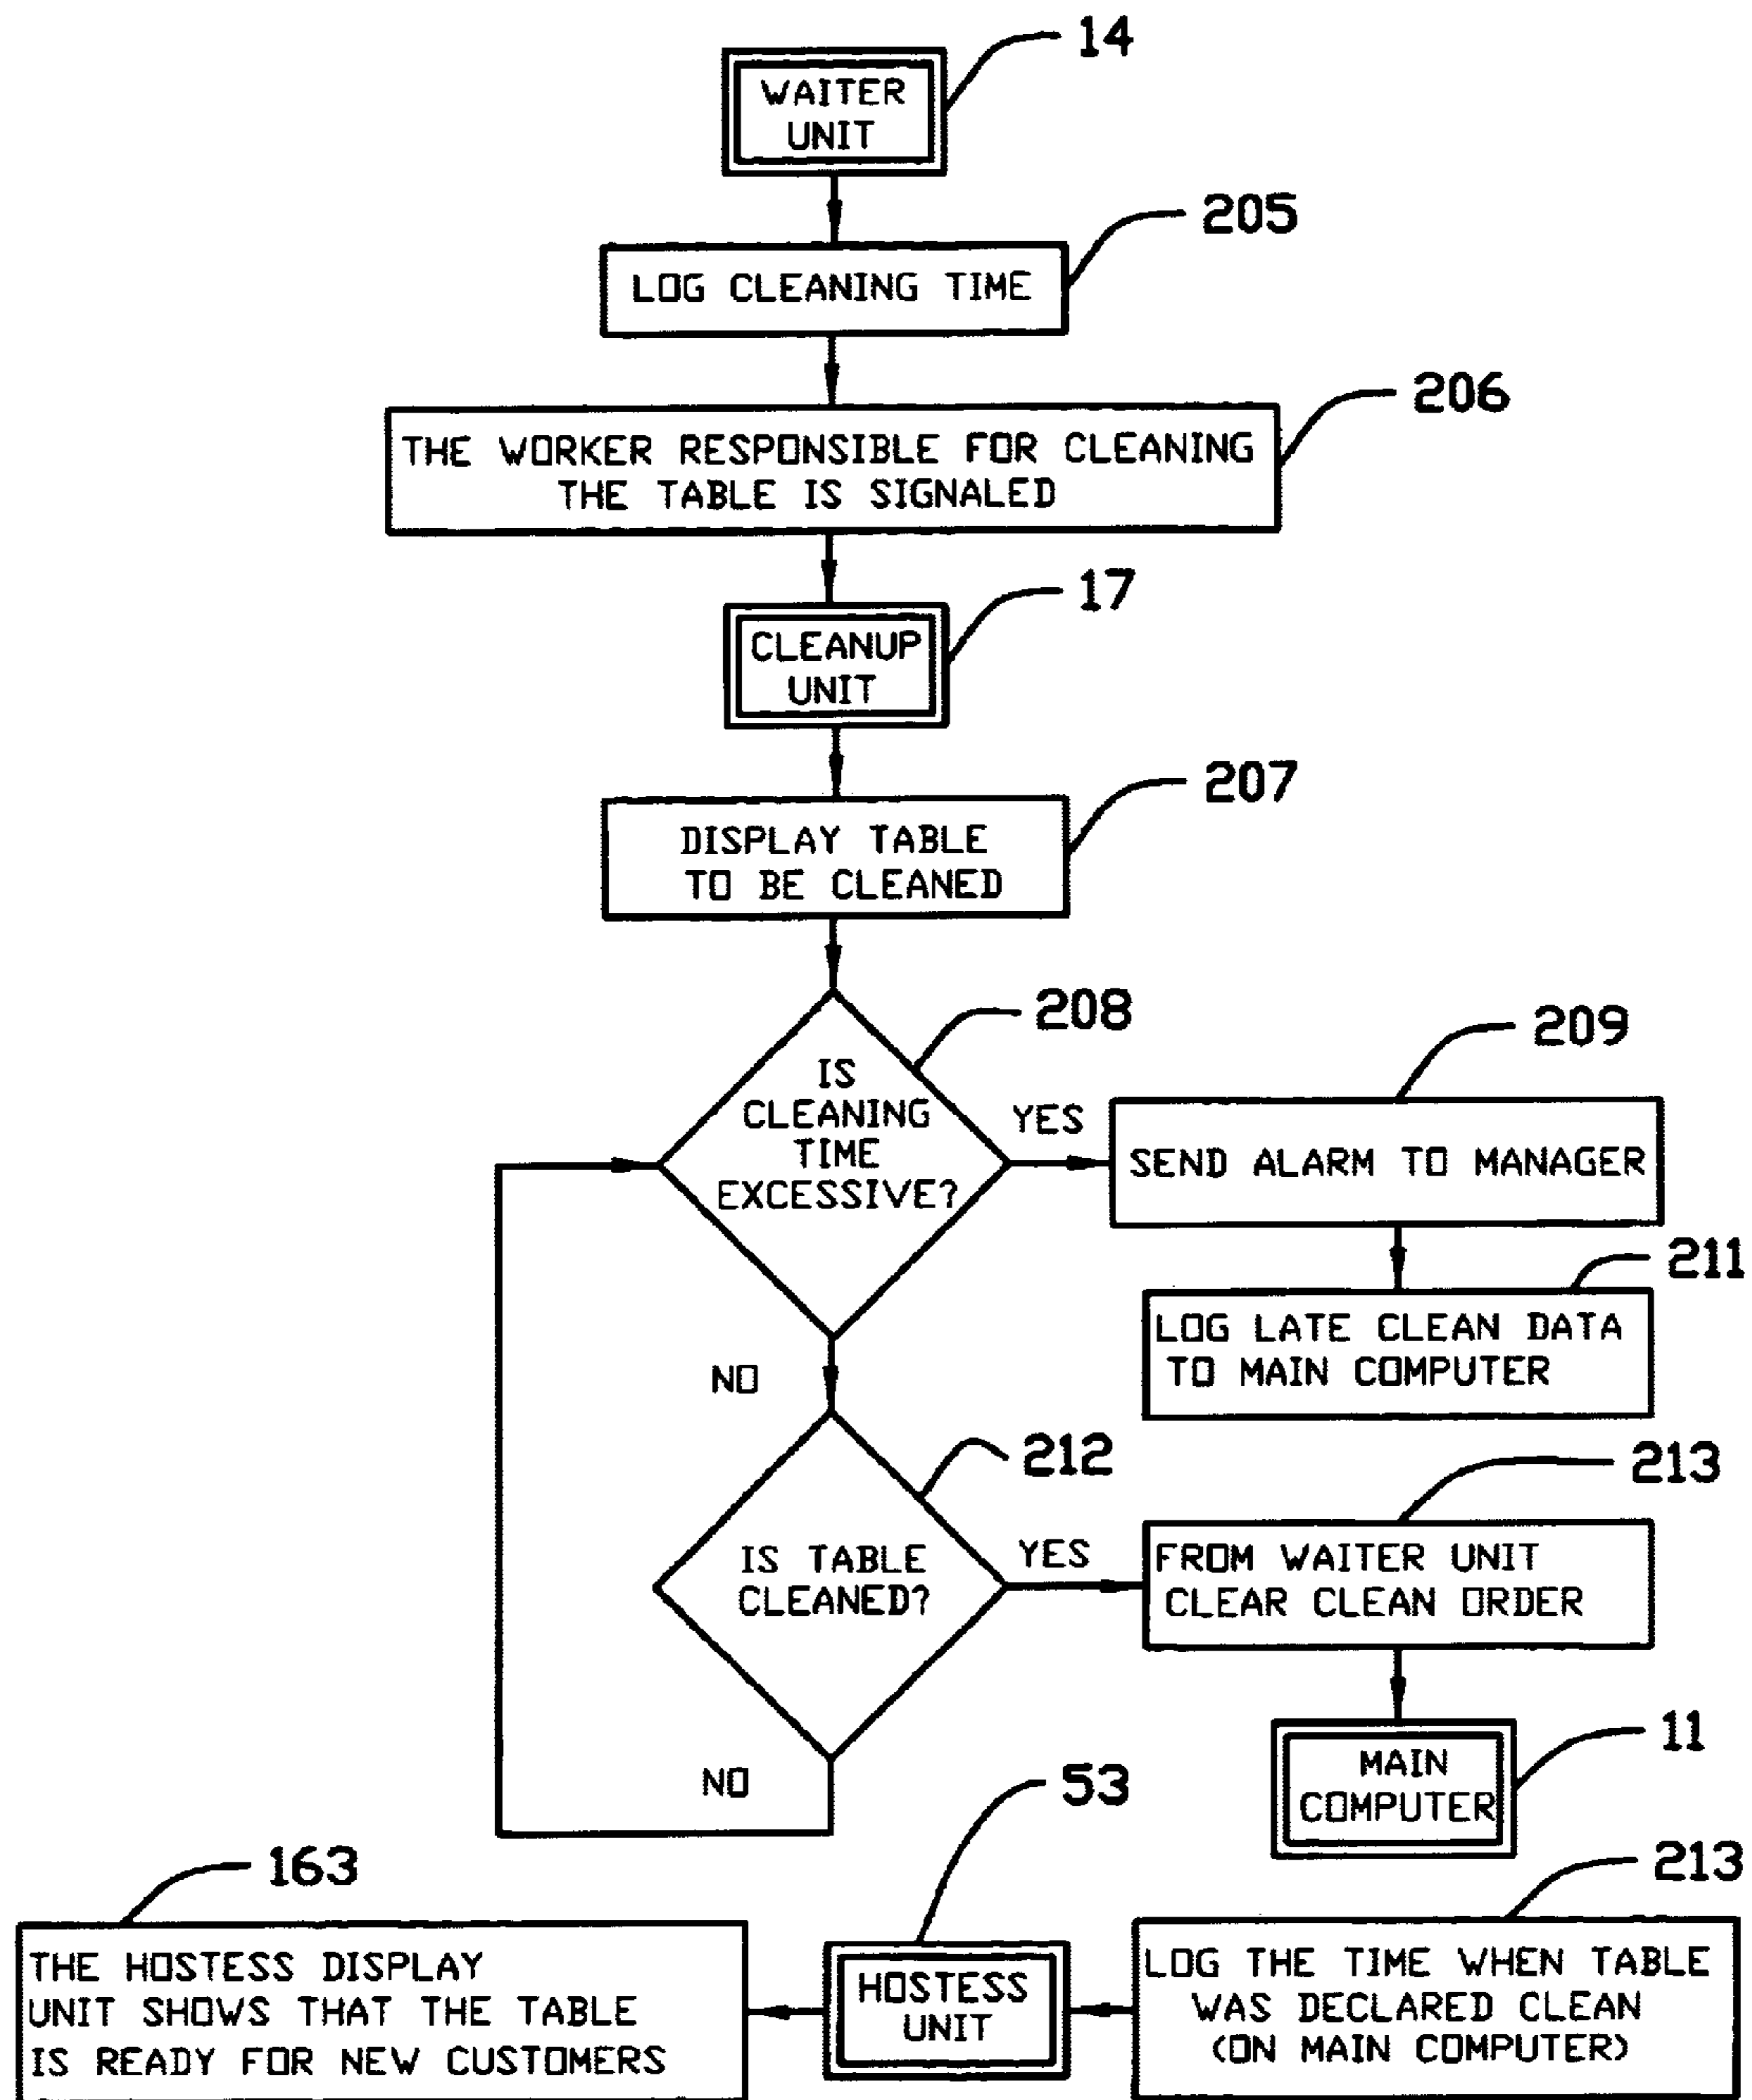 14
WAITER
UNIT
205
LOG CLEANING TIME
206
THE WORKER RESPONSIBLE FOR CLEANING
THE TABLE IS SIGNALED
17
CLEANUP
UNIT
207
DISPLAY TABLE
TO BE CLEANED
208
IS
CLEANING
TIME
EXCESSIVE?
YES
209
SEND ALARM TO MANAGER
211
LOG LATE CLEAN DATA
TO MAIN COMPUTER
NO
212
IS TABLE
CLEANED?
YES
213
FROM WAITER UNIT
CLEAR CLEAN ORDER
NO
11
MAIN
COMPUTER
213
LOG THE TIME WHEN TABLE
WAS DECLARED CLEAN
(ON MAIN COMPUTER)
53
HOSTESS
UNIT
163
THE HOSTESS DISPLAY
UNIT SHOWS THAT THE TABLE
IS READY FOR NEW CUSTOMERS